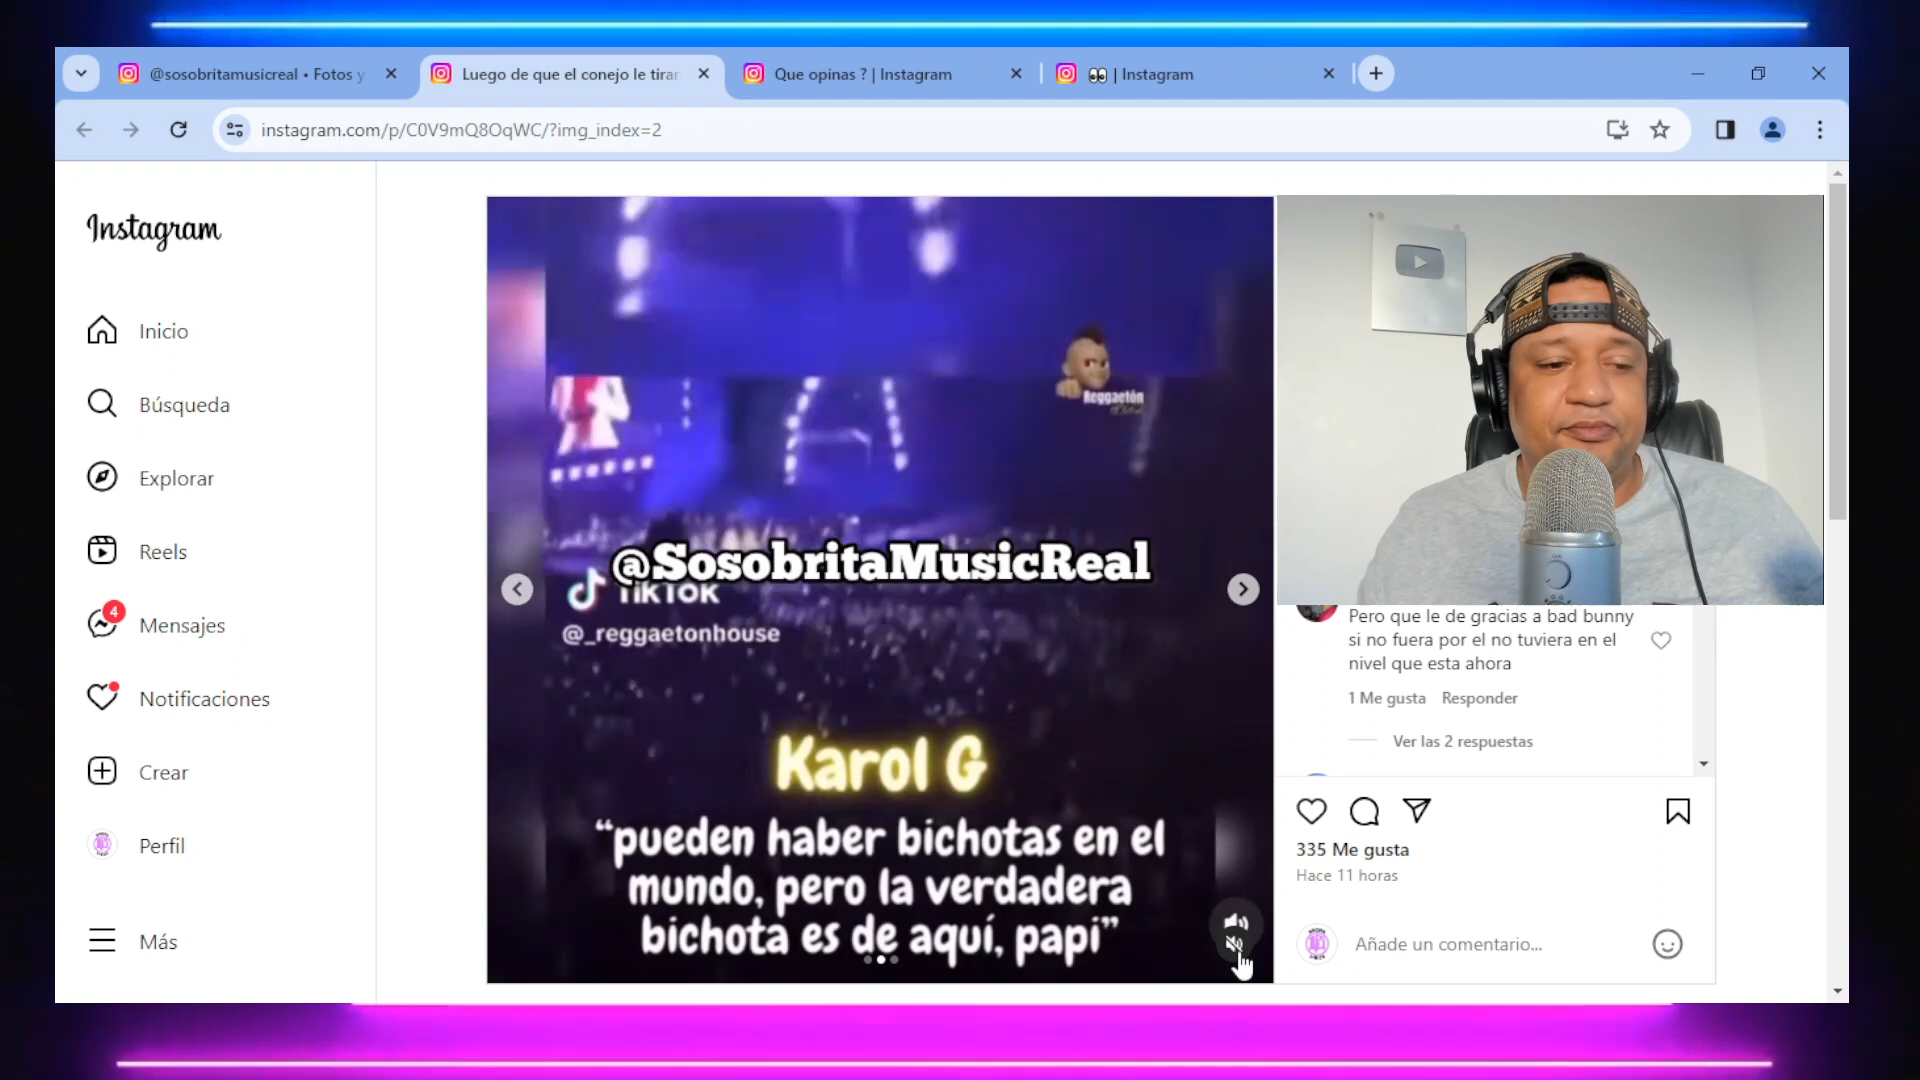 @sosobritamusicreal • Fotos y
Luego de que el conejo le tirar
Que opinas ? | Instagram
| Instagram
instagram.com/p/C0V9mQ8OqWC/?img_index=2
Instagram
Inicio
Búsqueda
Explorar
Reels
4
Mensajes
Notificaciones
Crear
Perfil
Más
Reggaetón
@SosobritaMusicReal
TikTok
@_reggaetonhouse
Karol G
“pueden haber bichotas en el
mundo, pero la verdadera
bichota es de aquí, papi”
Pero que le de gracias a bad bunny
si no fuera por el no tuviera en el
nivel que esta ahora
1 Me gusta Responder
Ver las 2 respuestas
335 Me gusta
Hace 11 horas
Añade un comentario...